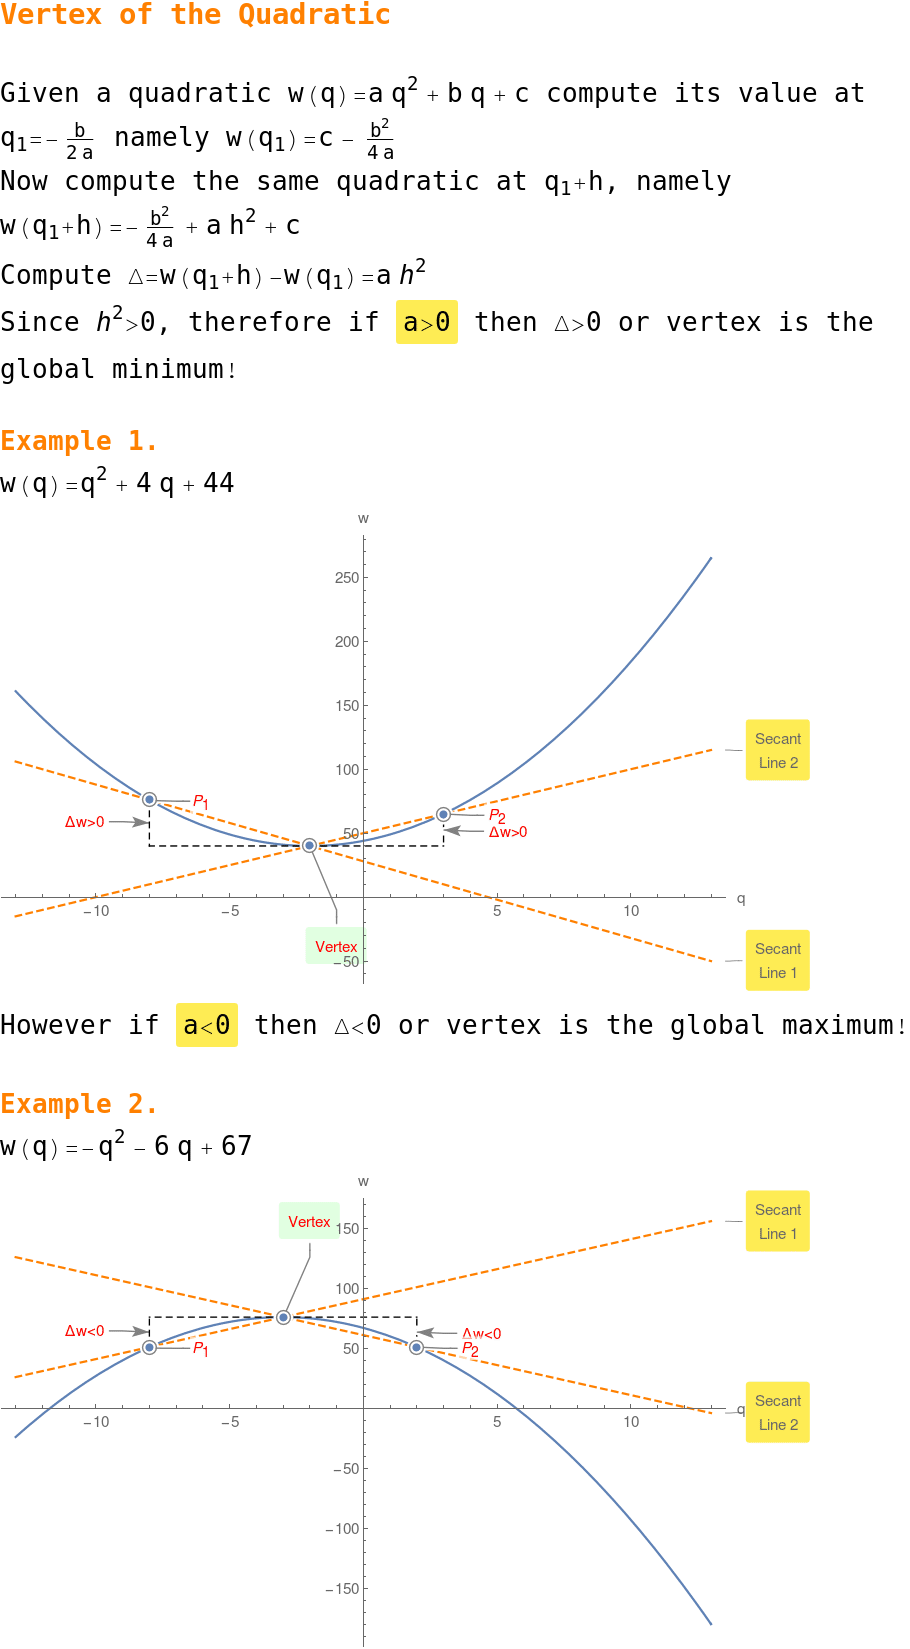 Vertex of the Quadratic
Given a quadratic w(q)=a q² + b q + c compute its value at
q₁=- b/(2 a) namely w(q₁)=c - b²/(4 a)
Now compute the same quadratic at q₁+h, namely
w(q₁+h)=- b²/(4 a) + a h² + c
Compute Δ=w(q₁+h)-w(q₁)=a h²
Since h²>0, therefore if a>0 then Δ>0 or vertex is the
global minimum!
Example 1.
w(q)=q² + 4 q + 44
w
250
200
150
100
50
-50
-10
-5
5
10
q
P₁
Δw>0
P₂
Δw>0
Vertex
Secant
Line 2
Secant
Line 1
However if a<0 then Δ<0 or vertex is the global maximum!
Example 2.
w(q)=-q² - 6 q + 67
w
150
100
50
-50
-100
-150
-10
-5
5
10
q
Vertex
Δw<0
P₁
Δw<0
P₂
Secant
Line 1
Secant
Line 2